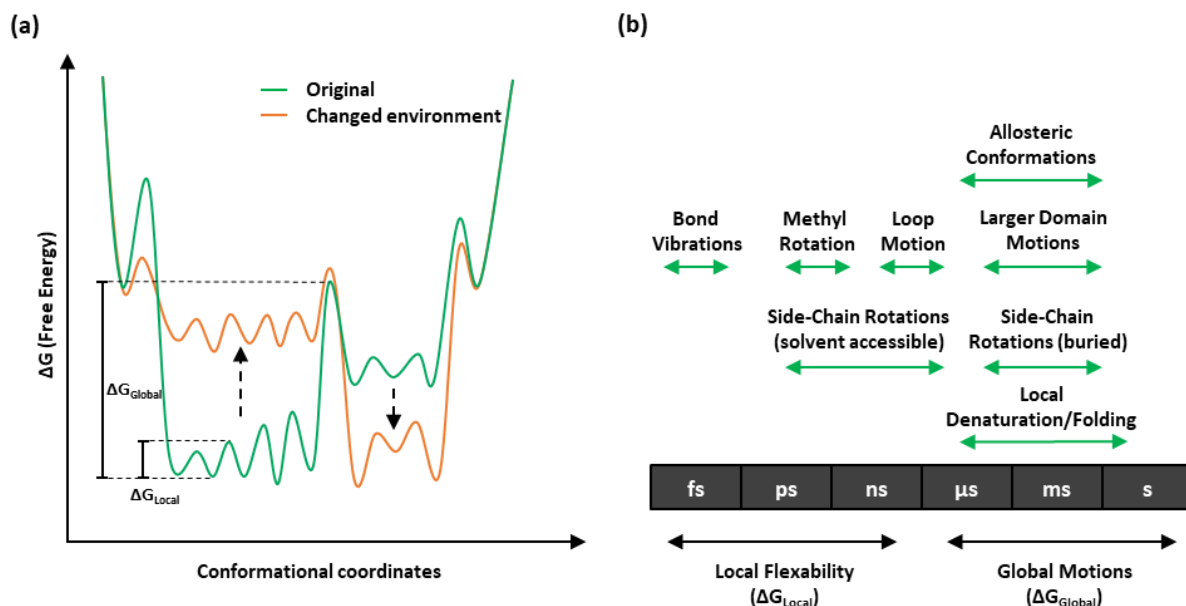 (a)
ΔG (Free Energy)
Original
Changed environment
ΔGGlobal
ΔGLocal
Conformational coordinates
(b)
Allosteric
Conformations
Bond
Vibrations
Methyl
Rotation
Loop
Motion
Larger Domain
Motions
Side-Chain Rotations
(solvent accessible)
Side-Chain
Rotations (buried)
Local
Denaturation/Folding
fs ps ns µs ms s
Local Flexability
(ΔGLocal)
Global Motions
(ΔGGlobal)